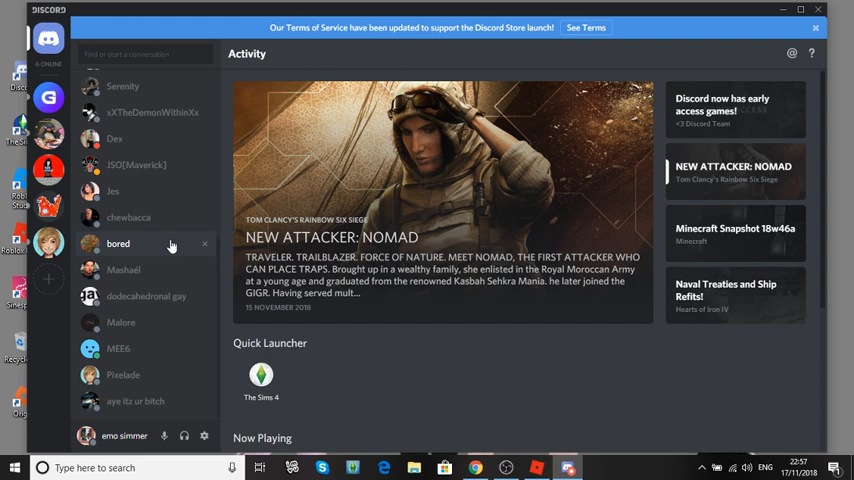 DISCORD
Our Terms of Service have been updated to support the Discord Store launch!
See Terms
6 ONLINE
Find or start a conversation
Serenity
xXTheDemonWithinXx
Dex
JSO[Maverick]
Jes
chewbacca
bored
Mashaél
dodecahedronal gay
Malore
MEE6
Pixelade
aye itz ur bitch
emo simmer
Activity
TOM CLANCY'S RAINBOW SIX SIEGE
NEW ATTACKER: NOMAD
TRAVELER. TRAILBLAZER. FORCE OF NATURE. MEET NOMAD, THE FIRST ATTACKER WHO
CAN PLACE TRAPS. Brought up in a wealthy family, she enlisted in the Royal Moroccan Army
at a young age and graduated from the renowned Kasbah Sehkra Mania. he later joined the
GIGR. Having served mult...
15 NOVEMBER 2018
Discord now has early
access games!
<3 Discord Team
NEW ATTACKER: NOMAD
Tom Clancy's Rainbow Six Siege
Minecraft Snapshot 18w46a
Minecraft
Naval Treaties and Ship
Refits!
Hearts of Iron IV
Quick Launcher
The Sims 4
Now Playing
Type here to search
ENG
22:57
17/11/2018